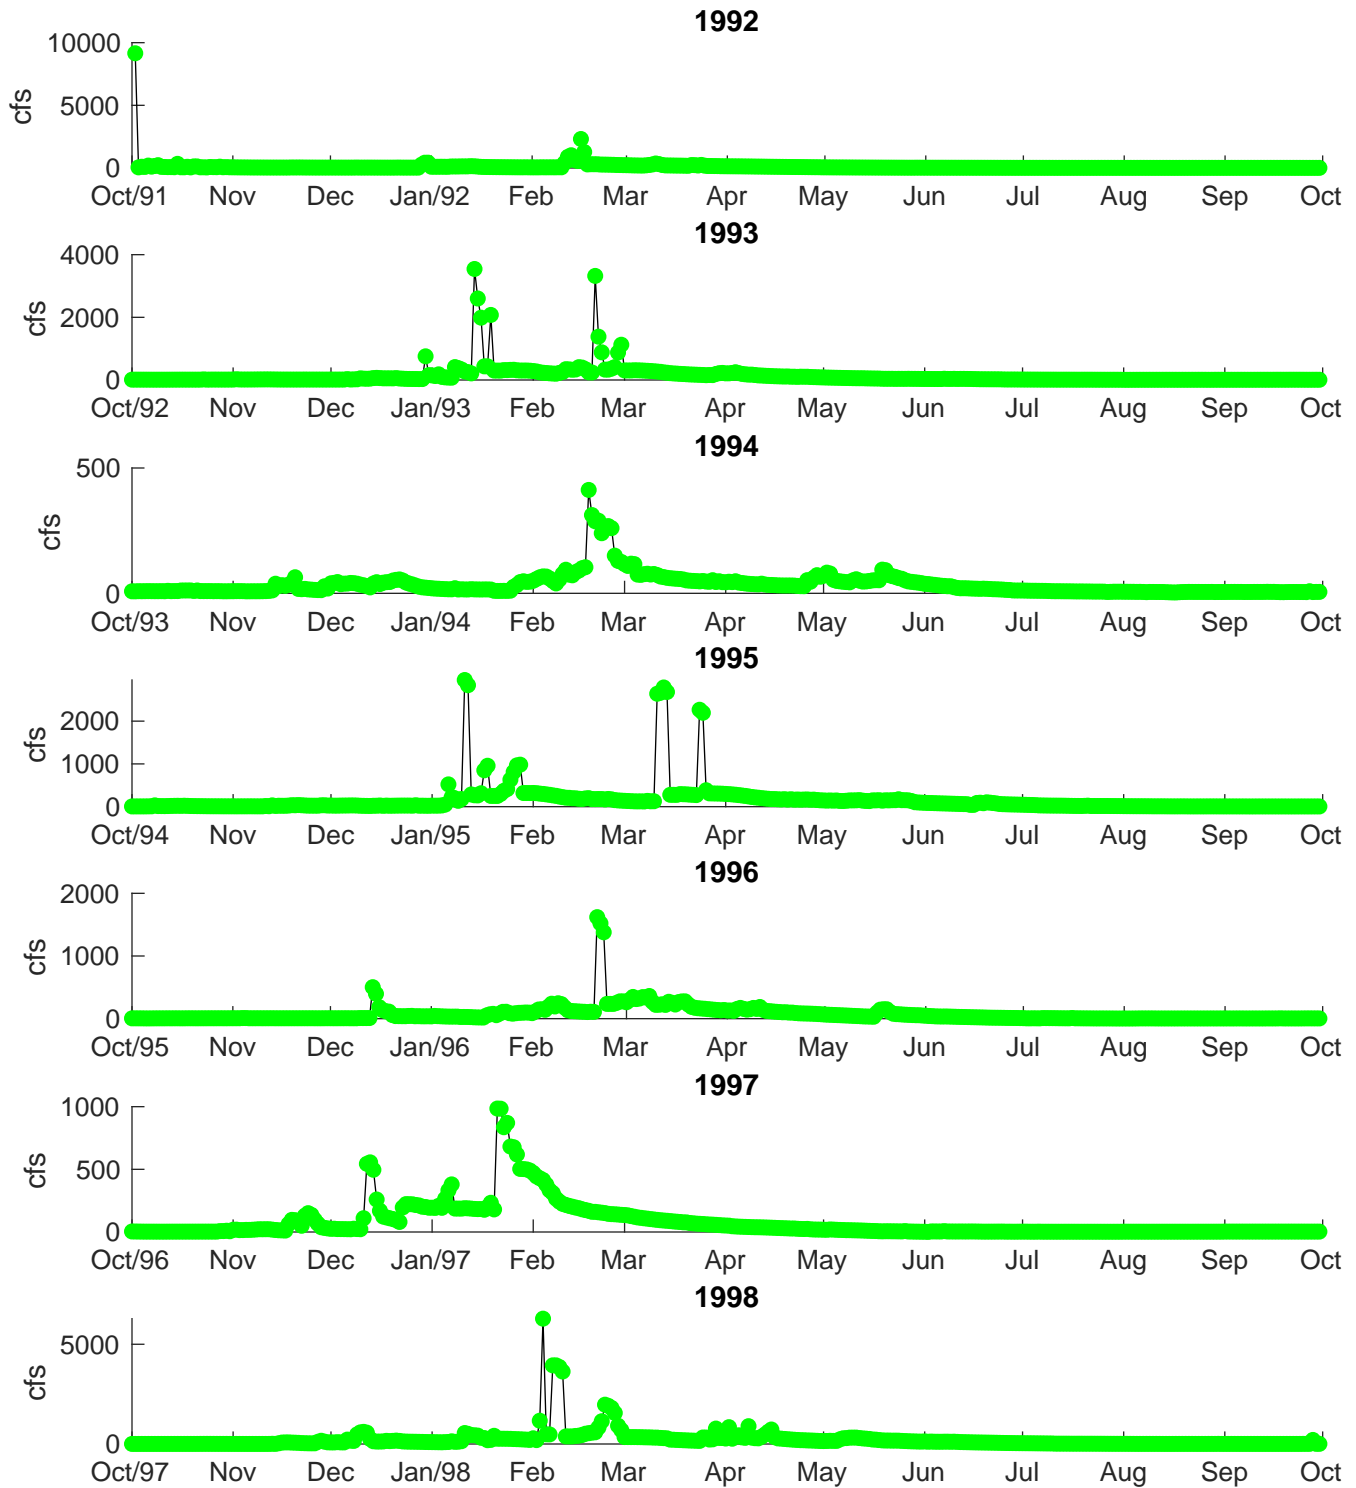 1992
10000
5000
0
cfs
Oct/91 Nov Dec Jan/92 Feb Mar Apr May Jun Jul Aug Sep Oct
1993
4000
2000
0
cfs
Oct/92 Nov Dec Jan/93 Feb Mar Apr May Jun Jul Aug Sep Oct
1994
500
0
cfs
Oct/93 Nov Dec Jan/94 Feb Mar Apr May Jun Jul Aug Sep Oct
1995
2000
1000
0
cfs
Oct/94 Nov Dec Jan/95 Feb Mar Apr May Jun Jul Aug Sep Oct
1996
2000
1000
0
cfs
Oct/95 Nov Dec Jan/96 Feb Mar Apr May Jun Jul Aug Sep Oct
1997
1000
500
0
cfs
Oct/96 Nov Dec Jan/97 Feb Mar Apr May Jun Jul Aug Sep Oct
1998
5000
0
cfs
Oct/97 Nov Dec Jan/98 Feb Mar Apr May Jun Jul Aug Sep Oct